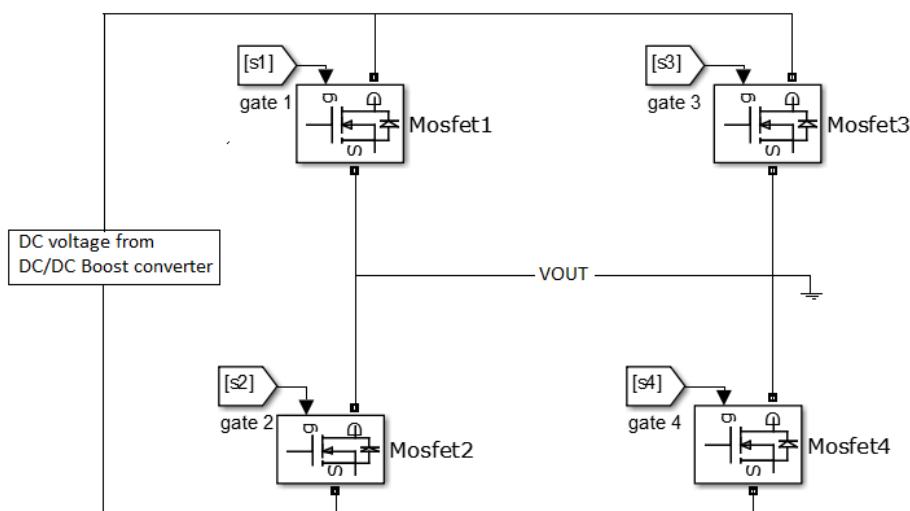 [s1]
gate 1
g
D
S
Mosfet1
[s3]
gate 3
g
D
S
Mosfet3
DC voltage from
DC/DC Boost converter
VOUT
[s2]
gate 2
g
D
S
Mosfet2
[s4]
gate 4
g
D
S
Mosfet4